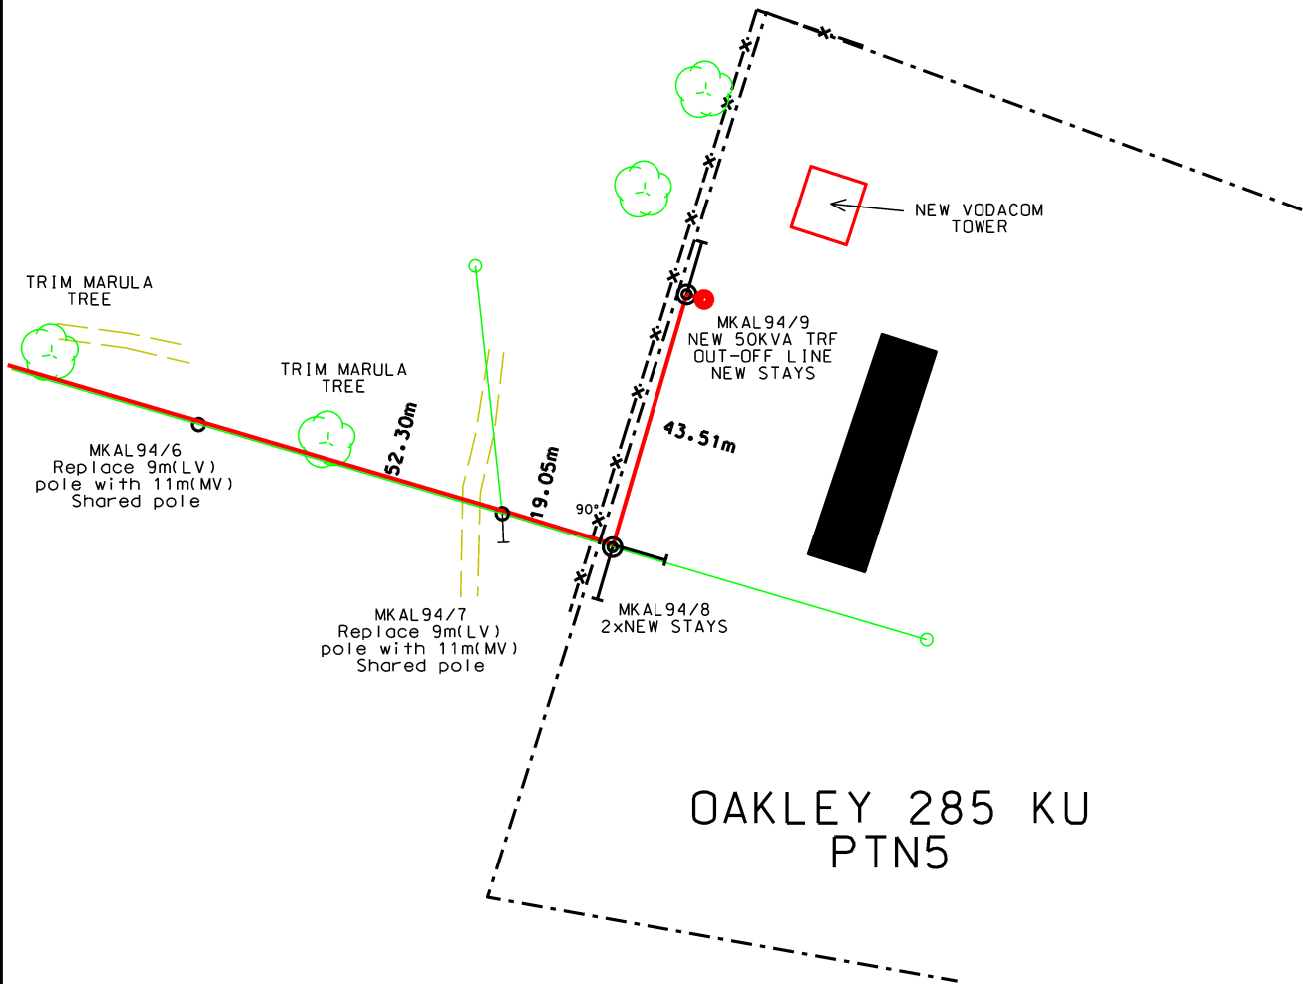 NEW VODACOM
TOWER
TRIM MARULA
TREE
MKAL94/9
NEW 50KVA TRF
OUT-OFF LINE
NEW STAYS
TRIM MARULA
TREE
52.30m
43.51m
MKAL94/6
Replace 9m(LV)
pole with 11m(MV)
Shared pole
19.05m
90°
MKAL94/8
2xNEW STAYS
MKAL94/7
Replace 9m(LV)
pole with 11m(MV)
Shared pole
OAKLEY 285 KU
PTN5